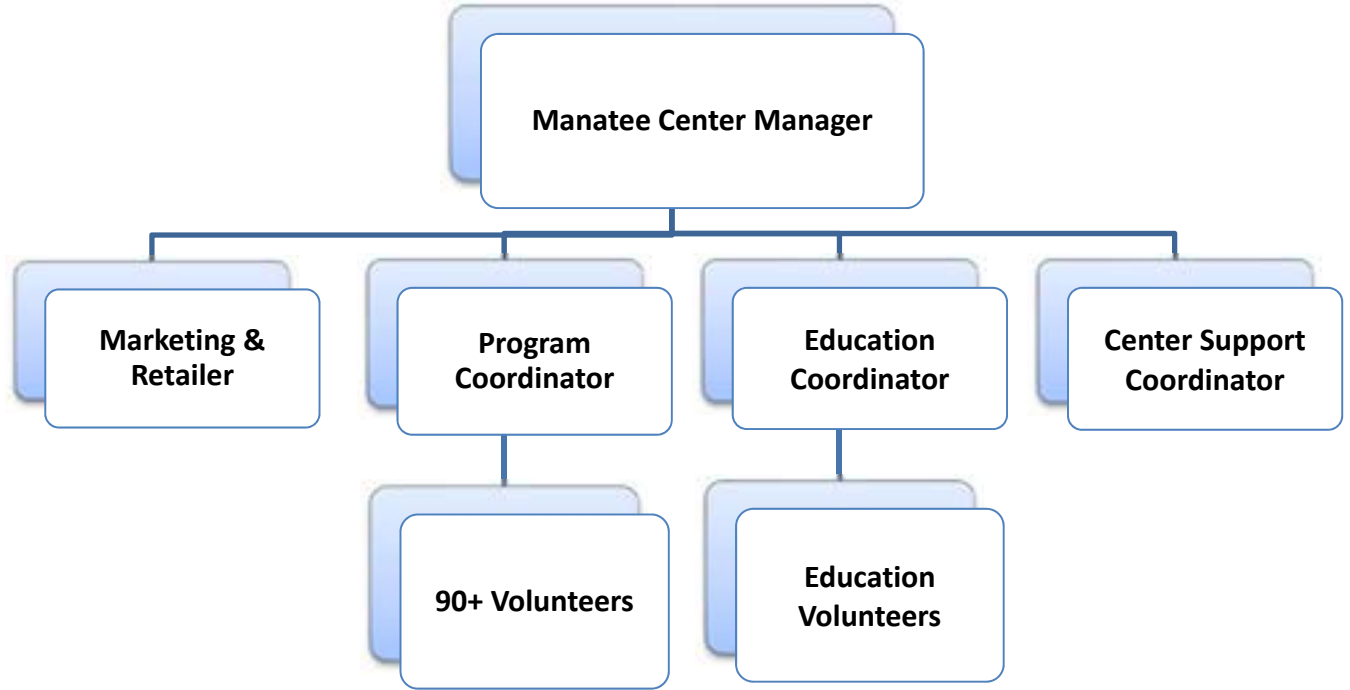 Manatee Center Manager
Marketing &
Retailer
Program
Coordinator
Education
Coordinator
Center Support
Coordinator
90+ Volunteers
Education
Volunteers